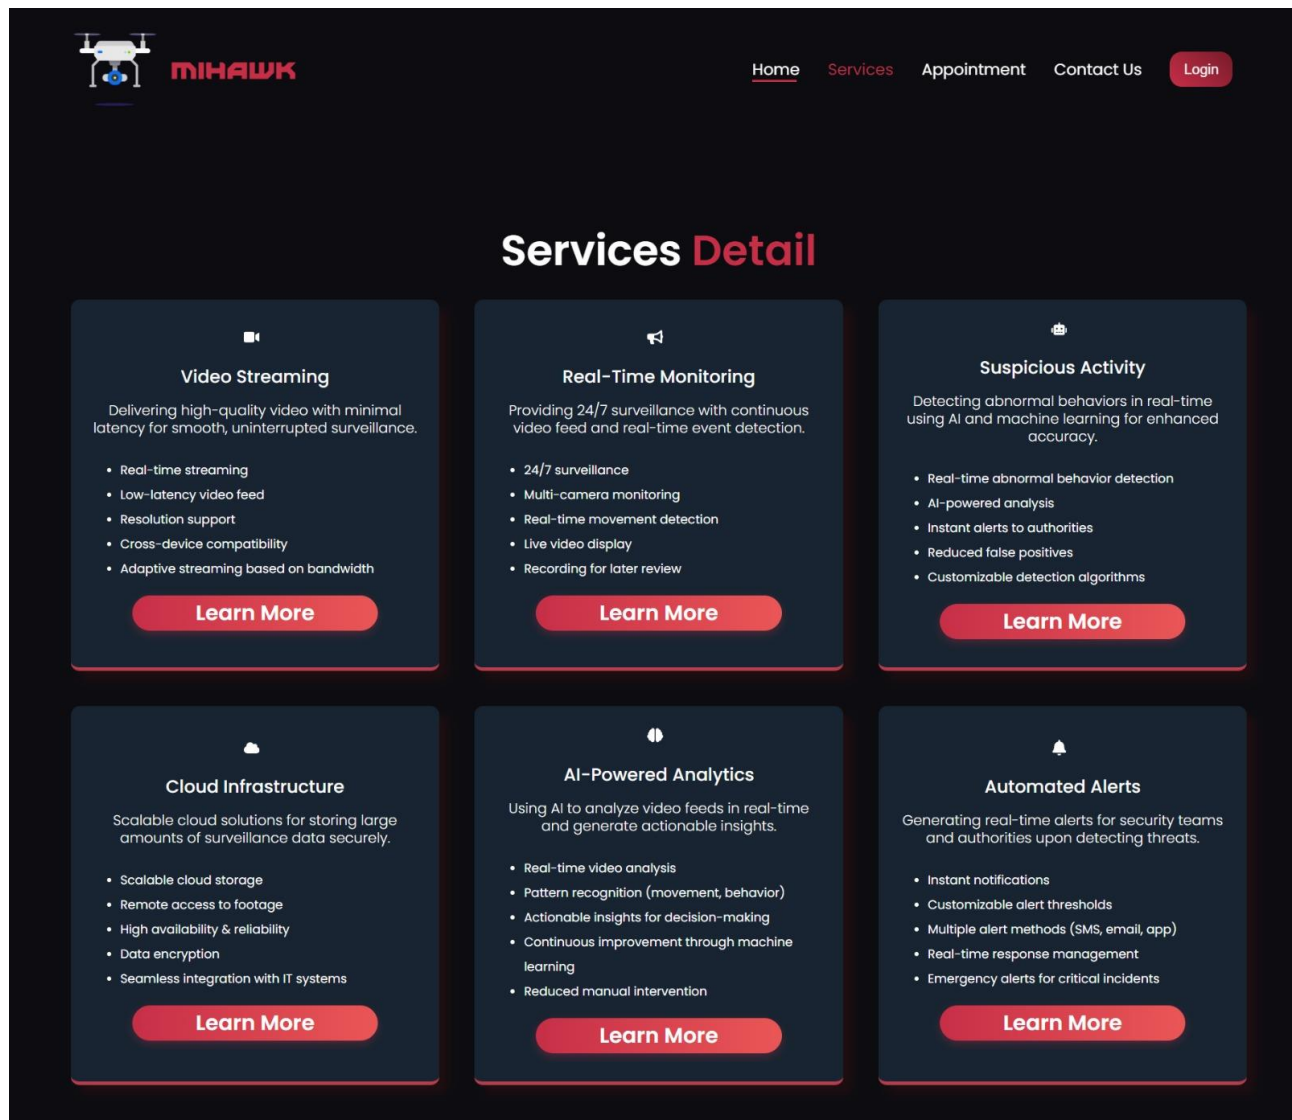 MIHAWK
Home Services Appointment Contact Us Login
Services Detail
Video Streaming
Delivering high-quality video with minimal
latency for smooth, uninterrupted surveillance.
• Real-time streaming
• Low-latency video feed
• Resolution support
• Cross-device compatibility
• Adaptive streaming based on bandwidth
Learn More
Real-Time Monitoring
Providing 24/7 surveillance with continuous
video feed and real-time event detection.
• 24/7 surveillance
• Multi-camera monitoring
• Real-time movement detection
• Live video display
• Recording for later review
Learn More
Suspicious Activity
Detecting abnormal behaviors in real-time
using AI and machine learning for enhanced
accuracy.
• Real-time abnormal behavior detection
• AI-powered analysis
• Instant alerts to authorities
• Reduced false positives
• Customizable detection algorithms
Learn More
Cloud Infrastructure
Scalable cloud solutions for storing large
amounts of surveillance data securely.
• Scalable cloud storage
• Remote access to footage
• High availability & reliability
• Data encryption
• Seamless integration with IT systems
Learn More
AI-Powered Analytics
Using AI to analyze video feeds in real-time
and generate actionable insights.
• Real-time video analysis
• Pattern recognition (movement, behavior)
• Actionable insights for decision-making
• Continuous improvement through machine
learning
• Reduced manual intervention
Learn More
Automated Alerts
Generating real-time alerts for security teams
and authorities upon detecting threats.
• Instant notifications
• Customizable alert thresholds
• Multiple alert methods (SMS, email, app)
• Real-time response management
• Emergency alerts for critical incidents
Learn More